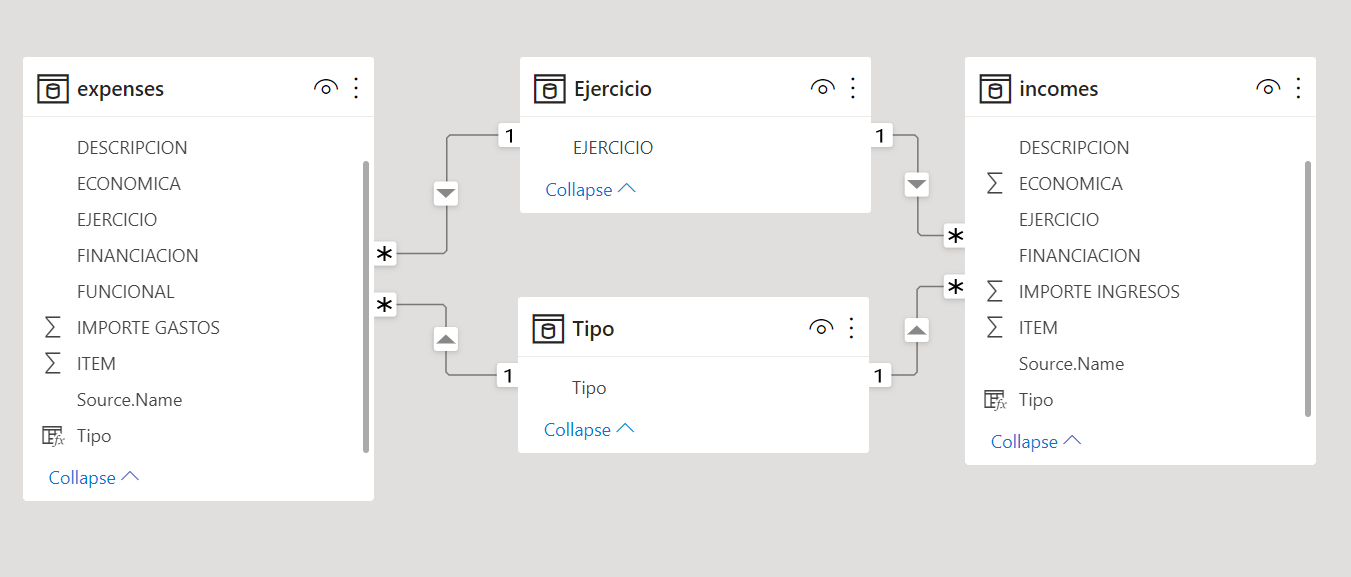 expenses
DESCRIPCION
ECONOMICA
EJERCICIO
FINANCIACION
FUNCIONAL
IMPORTE GASTOS
ITEM
Source.Name
Tipo
Collapse
1
*
*
1
Ejercicio
EJERCICIO
Collapse
Tipo
Tipo
Collapse
1
*
*
1
incomes
DESCRIPCION
ECONOMICA
EJERCICIO
FINANCIACION
IMPORTE INGRESOS
ITEM
Source.Name
Tipo
Collapse